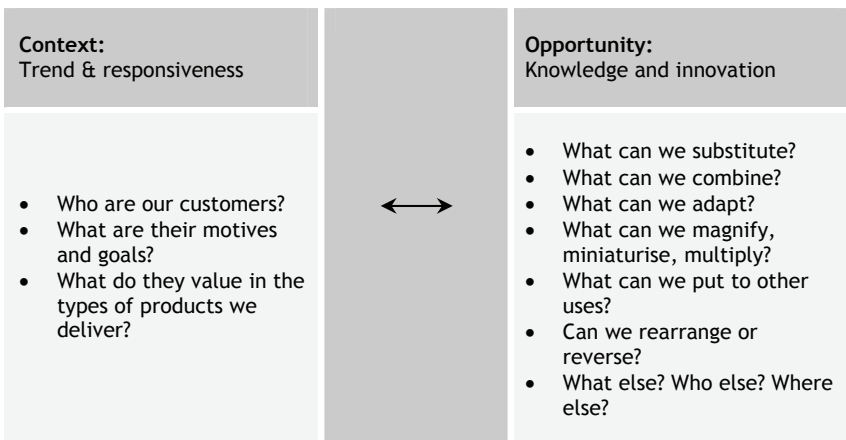 Context:
Trend & responsiveness
Opportunity:
Knowledge and innovation
• Who are our customers?
• What are their motives
and goals?
• What do they value in the
types of products we
deliver?
• What can we substitute?
• What can we combine?
• What can we adapt?
• What can we magnify,
miniaturise, multiply?
• What can we put to other
uses?
• Can we rearrange or
reverse?
• What else? Who else? Where
else?